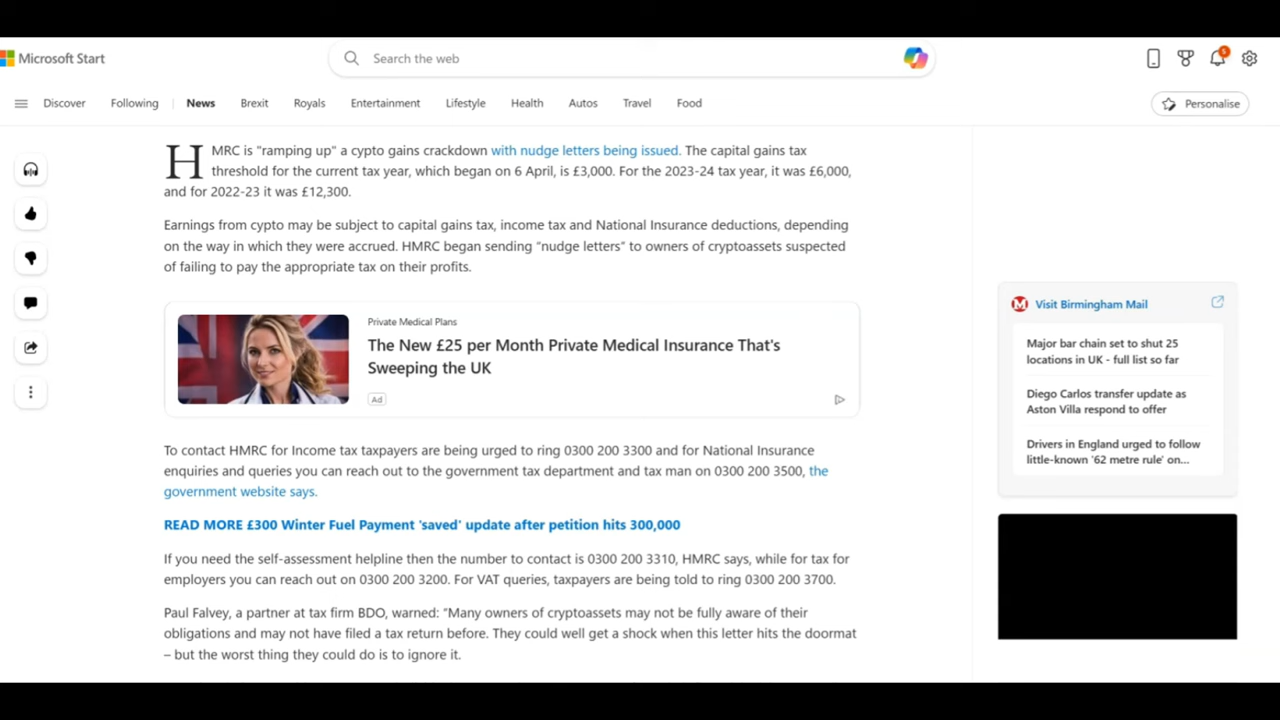 Microsoft Start
Search the web
5
Discover
Following
News
Brexit
Royals
Entertainment
Lifestyle
Health
Autos
Travel
Food
Personalise
HMRC is "ramping up" a cypto gains crackdown with nudge letters being issued. The capital gains tax
threshold for the current tax year, which began on 6 April, is £3,000. For the 2023-24 tax year, it was £6,000,
and for 2022-23 it was £12,300.
Earnings from cypto may be subject to capital gains tax, income tax and National Insurance deductions, depending
on the way in which they were accrued. HMRC began sending “nudge letters” to owners of cryptoassets suspected
of failing to pay the appropriate tax on their profits.
Private Medical Plans
The New £25 per Month Private Medical Insurance That's
Sweeping the UK
Ad
To contact HMRC for Income tax taxpayers are being urged to ring 0300 200 3300 and for National Insurance
enquiries and queries you can reach out to the government tax department and tax man on 0300 200 3500, the
government website says.
READ MORE £300 Winter Fuel Payment 'saved' update after petition hits 300,000
If you need the self-assessment helpline then the number to contact is 0300 200 3310, HMRC says, while for tax for
employers you can reach out on 0300 200 3200. For VAT queries, taxpayers are being told to ring 0300 200 3700.
Paul Falvey, a partner at tax firm BDO, warned: “Many owners of cryptoassets may not be fully aware of their
obligations and may not have filed a tax return before. They could well get a shock when this letter hits the doormat
– but the worst thing they could do is to ignore it.
M
Visit Birmingham Mail
Major bar chain set to shut 25
locations in UK - full list so far
Diego Carlos transfer update as
Aston Villa respond to offer
Drivers in England urged to follow
little-known '62 metre rule' on...